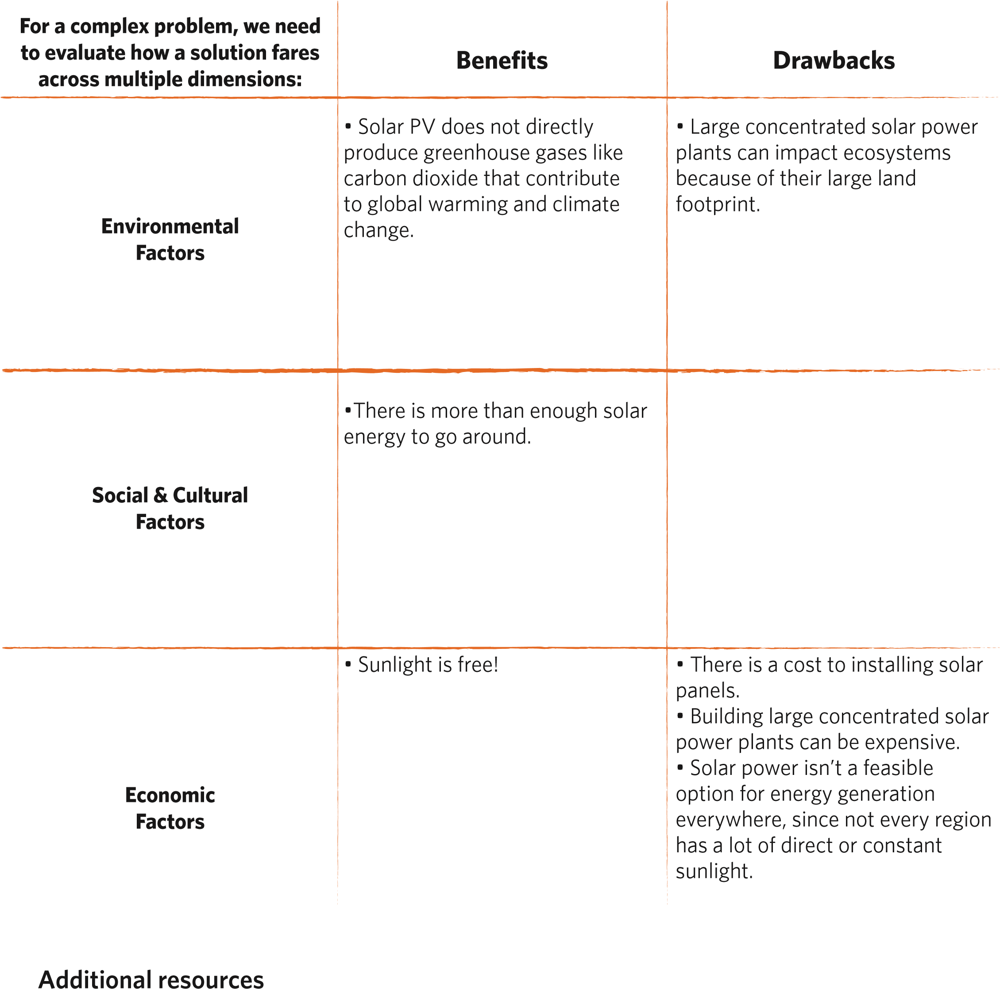 For a complex problem, we need
to evaluate how a solution fares
across multiple dimensions:
Benefits
Drawbacks
Environmental
Factors
• Solar PV does not directly
produce greenhouse gases like
carbon dioxide that contribute
to global warming and climate
change.
• Large concentrated solar power
plants can impact ecosystems
because of their large land
footprint.
Social & Cultural
Factors
•There is more than enough solar
energy to go around.
Economic
Factors
• Sunlight is free!
• There is a cost to installing solar
panels.
• Building large concentrated solar
power plants can be expensive.
• Solar power isn’t a feasible
option for energy generation
everywhere, since not every region
has a lot of direct or constant
sunlight.
Additional resources